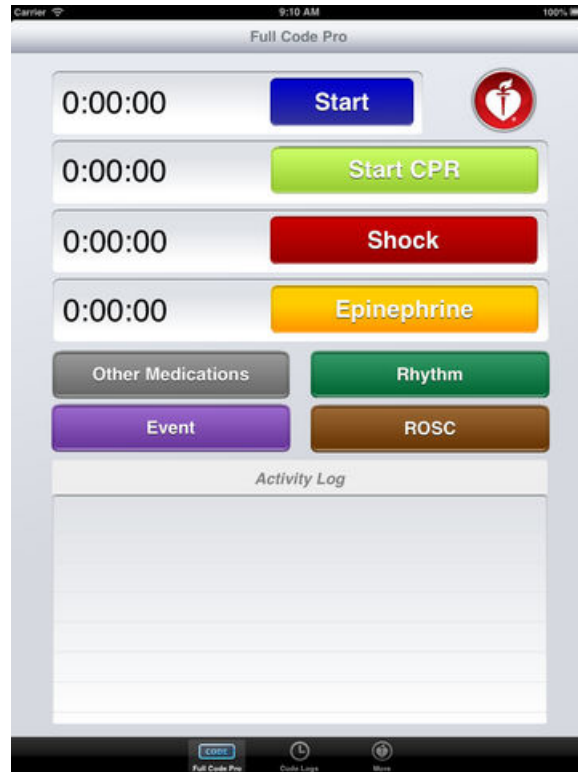 Carrier 9:10 AM 100%
Full Code Pro
0:00:00 Start
0:00:00 Start CPR
0:00:00 Shock
0:00:00 Epinephrine
Other Medications Rhythm
Event ROSC
Activity Log
CODE
Full Code Pro Code Logs More